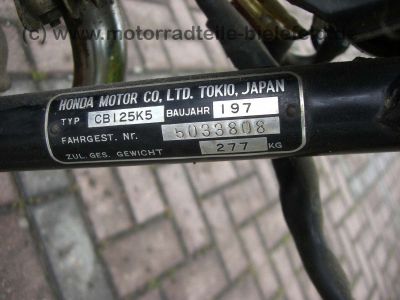 © www.motorradteile-bielefeld.de
HONDA MOTOR CO, LTD. TOKIO, JAPAN
TYP CB125K5 BAUJAHR 197
FAHRGEST. Nr. 5033808
ZUL. GES. GEWICHT 277 KG